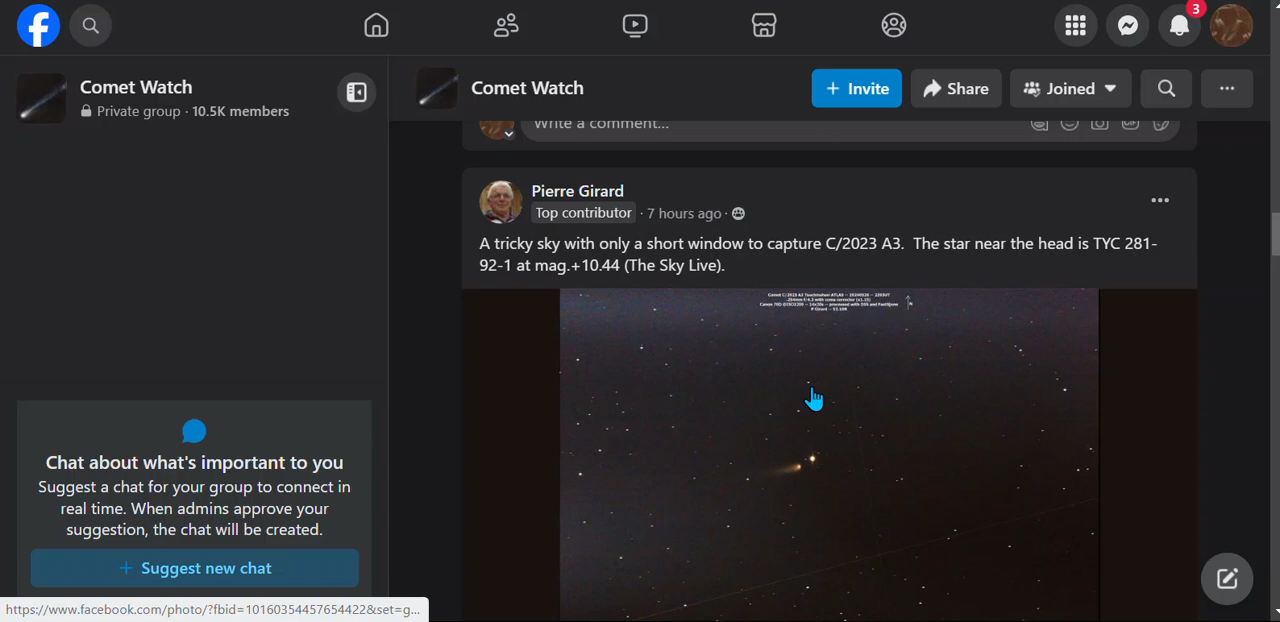 3
Comet Watch
Private group · 10.5K members
Comet Watch
+ Invite
Share
Joined
Write a comment...
Pierre Girard
Top contributor · 7 hours ago ·
A tricky sky with only a short window to capture C/2023 A3. The star near the head is TYC 281-
92-1 at mag.+10.44 (The Sky Live).
Chat about what's important to you
Suggest a chat for your group to connect in
real time. When admins approve your
suggestion, the chat will be created.
+ Suggest new chat
https://www.facebook.com/photo/?fbid=10160354457654422&set=g...